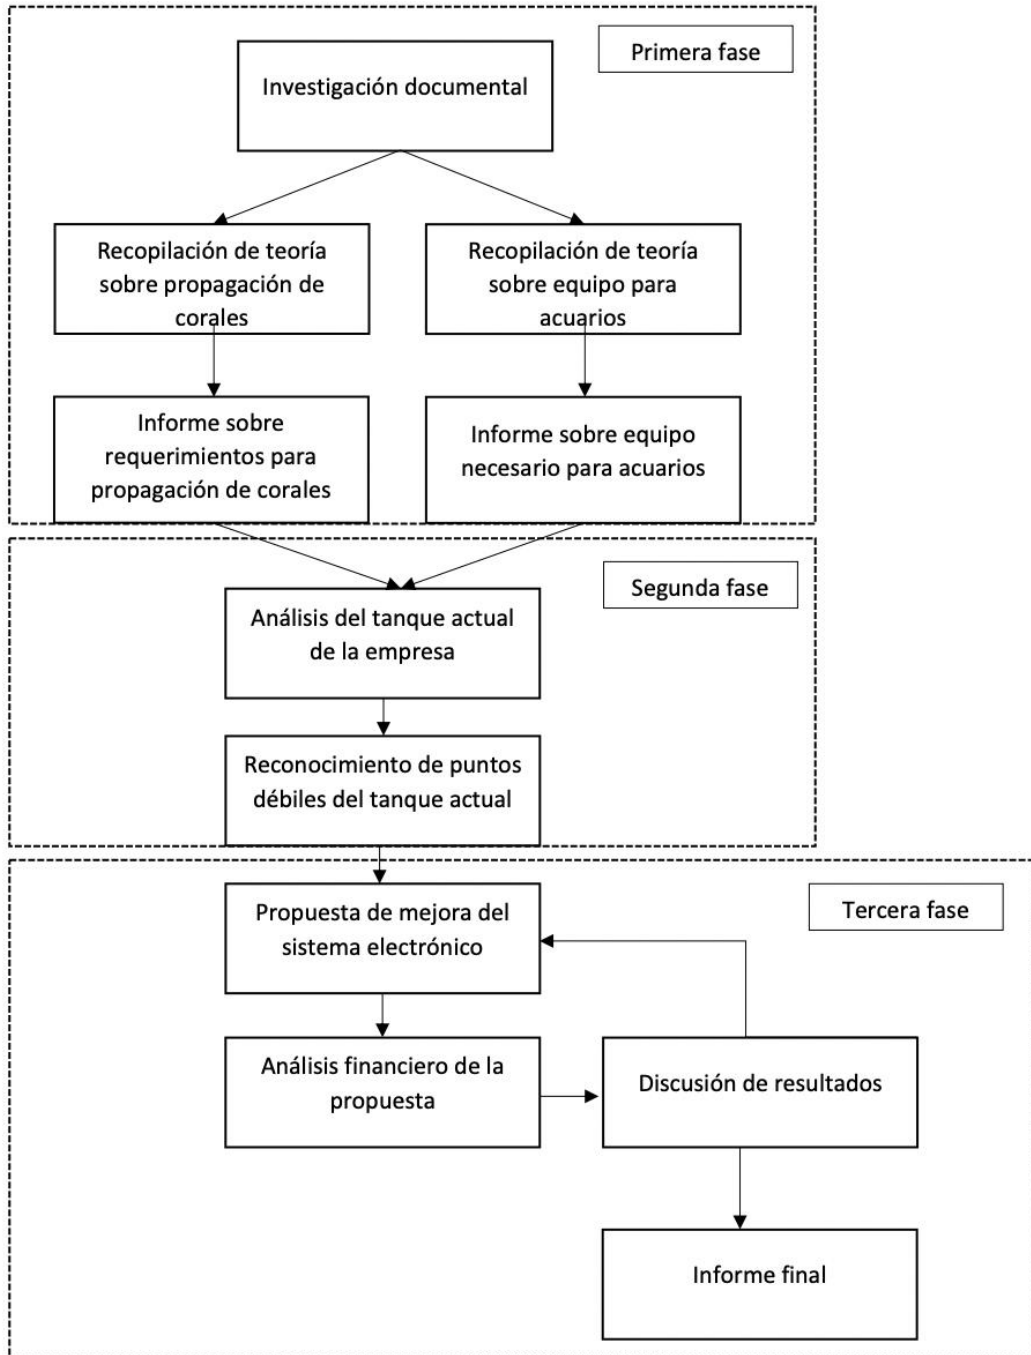 Primera fase
Investigación documental
Recopilación de teoría
sobre propagación de
corales
Recopilación de teoría
sobre equipo para
acuarios
Informe sobre
requerimientos para
propagación de corales
Informe sobre equipo
necesario para acuarios
Segunda fase
Análisis del tanque actual
de la empresa
Reconocimiento de puntos
débiles del tanque actual
Tercera fase
Propuesta de mejora del
sistema electrónico
Análisis financiero de la
propuesta
Discusión de resultados
Informe final